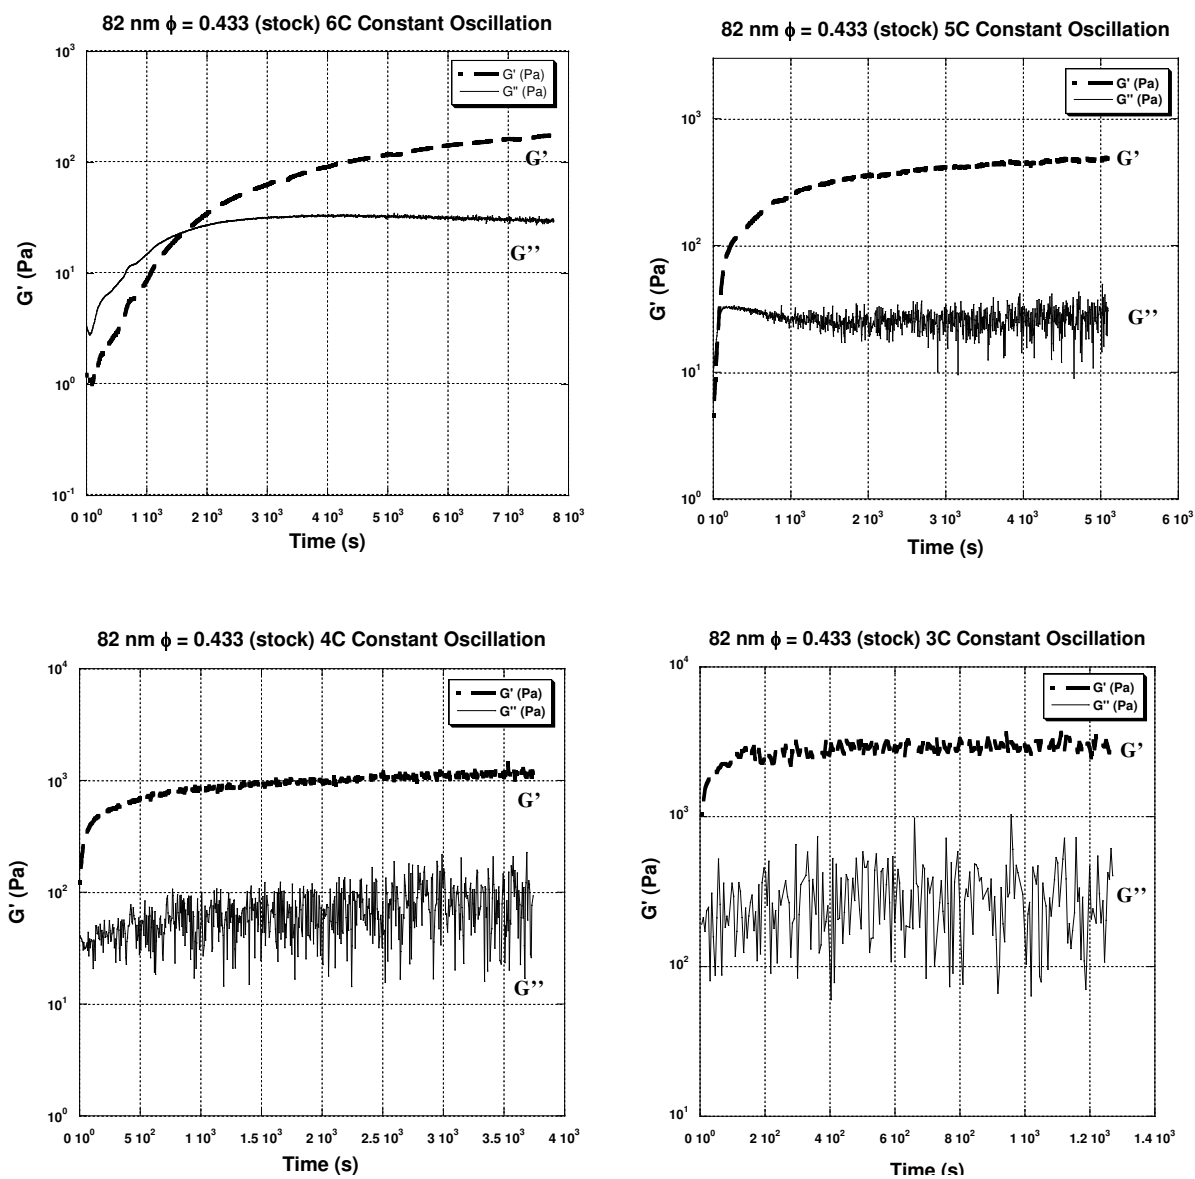 82 nm ϕ = 0.433 (stock) 6C Constant Oscillation
10³
G' (Pa)
G'' (Pa)
10²
G’
G’’
G' (Pa)
10¹
10⁰
10⁻¹
0 10⁰ 1 10³ 2 10³ 3 10³ 4 10³ 5 10³ 6 10³ 7 10³ 8 10³
Time (s)
82 nm ϕ = 0.433 (stock) 5C Constant Oscillation
G' (Pa)
G'' (Pa)
10³
G’
10²
G' (Pa)
G’’
10¹
10⁰
0 10⁰ 1 10³ 2 10³ 3 10³ 4 10³ 5 10³ 6 10³
Time (s)
82 nm ϕ = 0.433 (stock) 4C Constant Oscillation
10⁴
G' (Pa)
G'' (Pa)
10³
G’
10²
G' (Pa)
G’’
10¹
10⁰
0 10⁰ 5 10² 1 10³ 1.5 10³ 2 10³ 2.5 10³ 3 10³ 3.5 10³ 4 10³
Time (s)
82 nm ϕ = 0.433 (stock) 3C Constant Oscillation
10⁴
G' (Pa)
G'' (Pa)
G’
10³
G' (Pa)
G’’
10²
10¹
0 10⁰ 2 10² 4 10² 6 10² 8 10² 1 10³ 1.2 10³ 1.4 10³
Time (s)